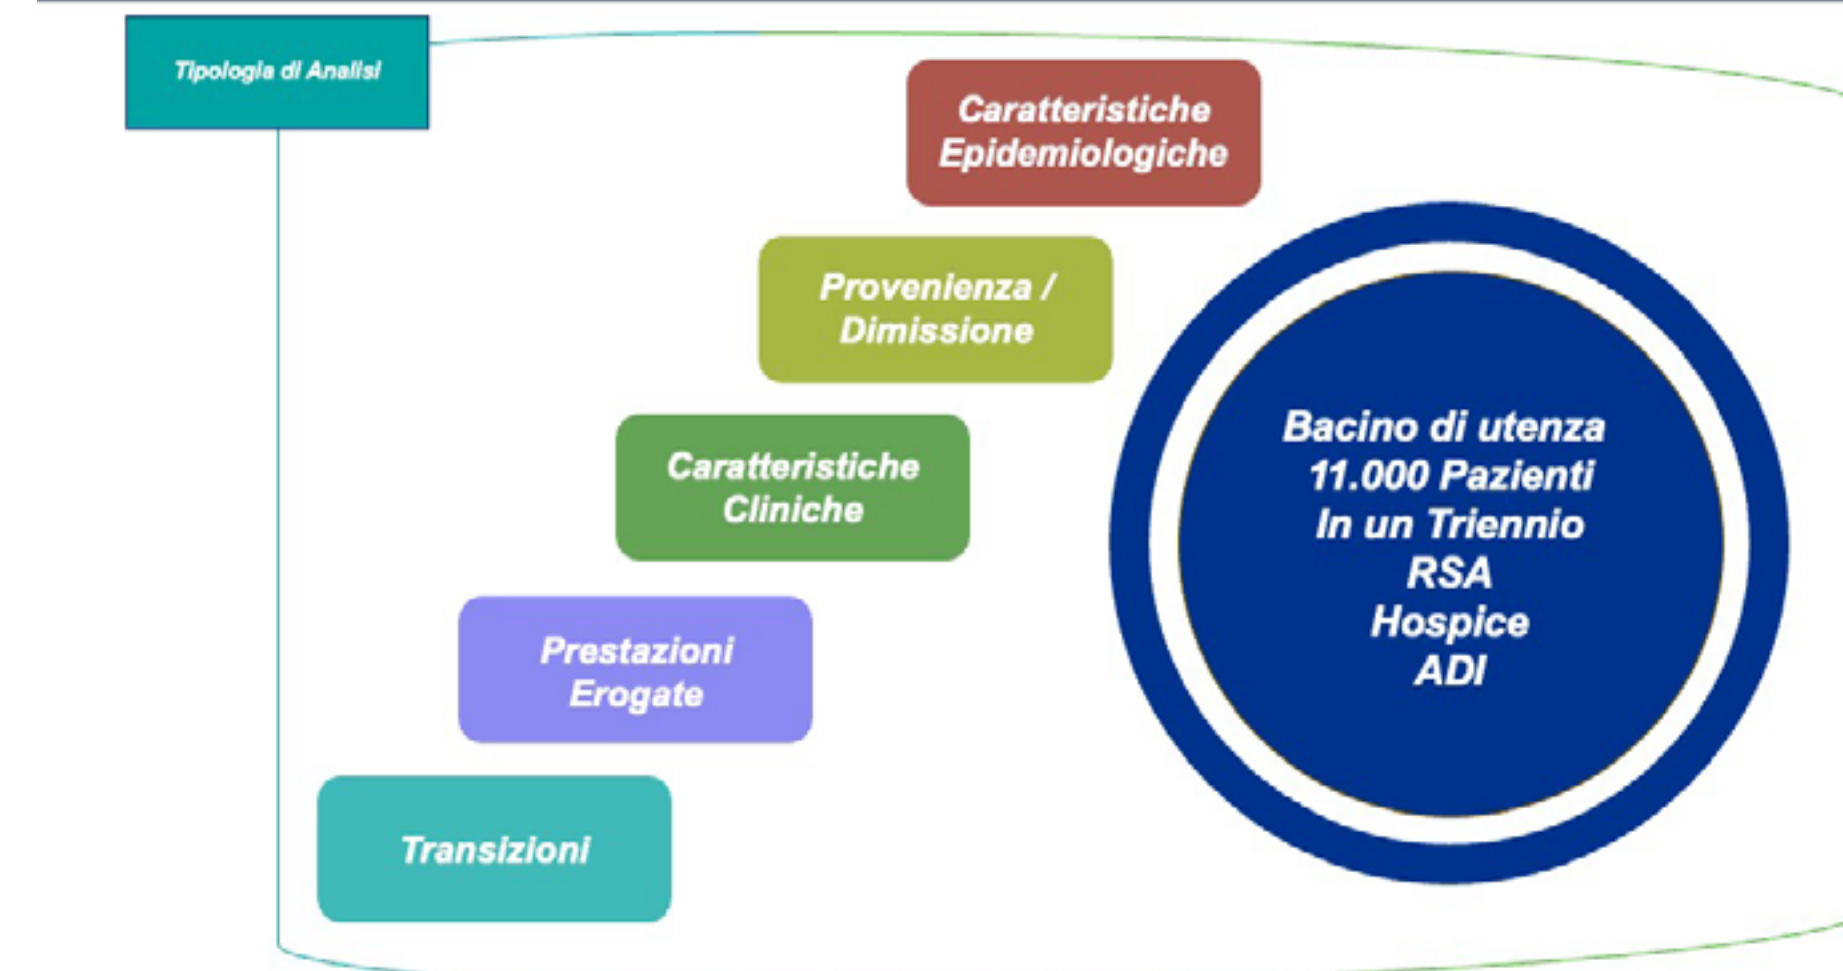 Tipologia di Analisi
Caratteristiche
Epidemiologiche
Provenienza /
Dimissione
Caratteristiche
Cliniche
Prestazioni
Erogate
Transizioni
Bacino di utenza
11.000 Pazienti
In un Triennio
RSA
Hospice
ADI